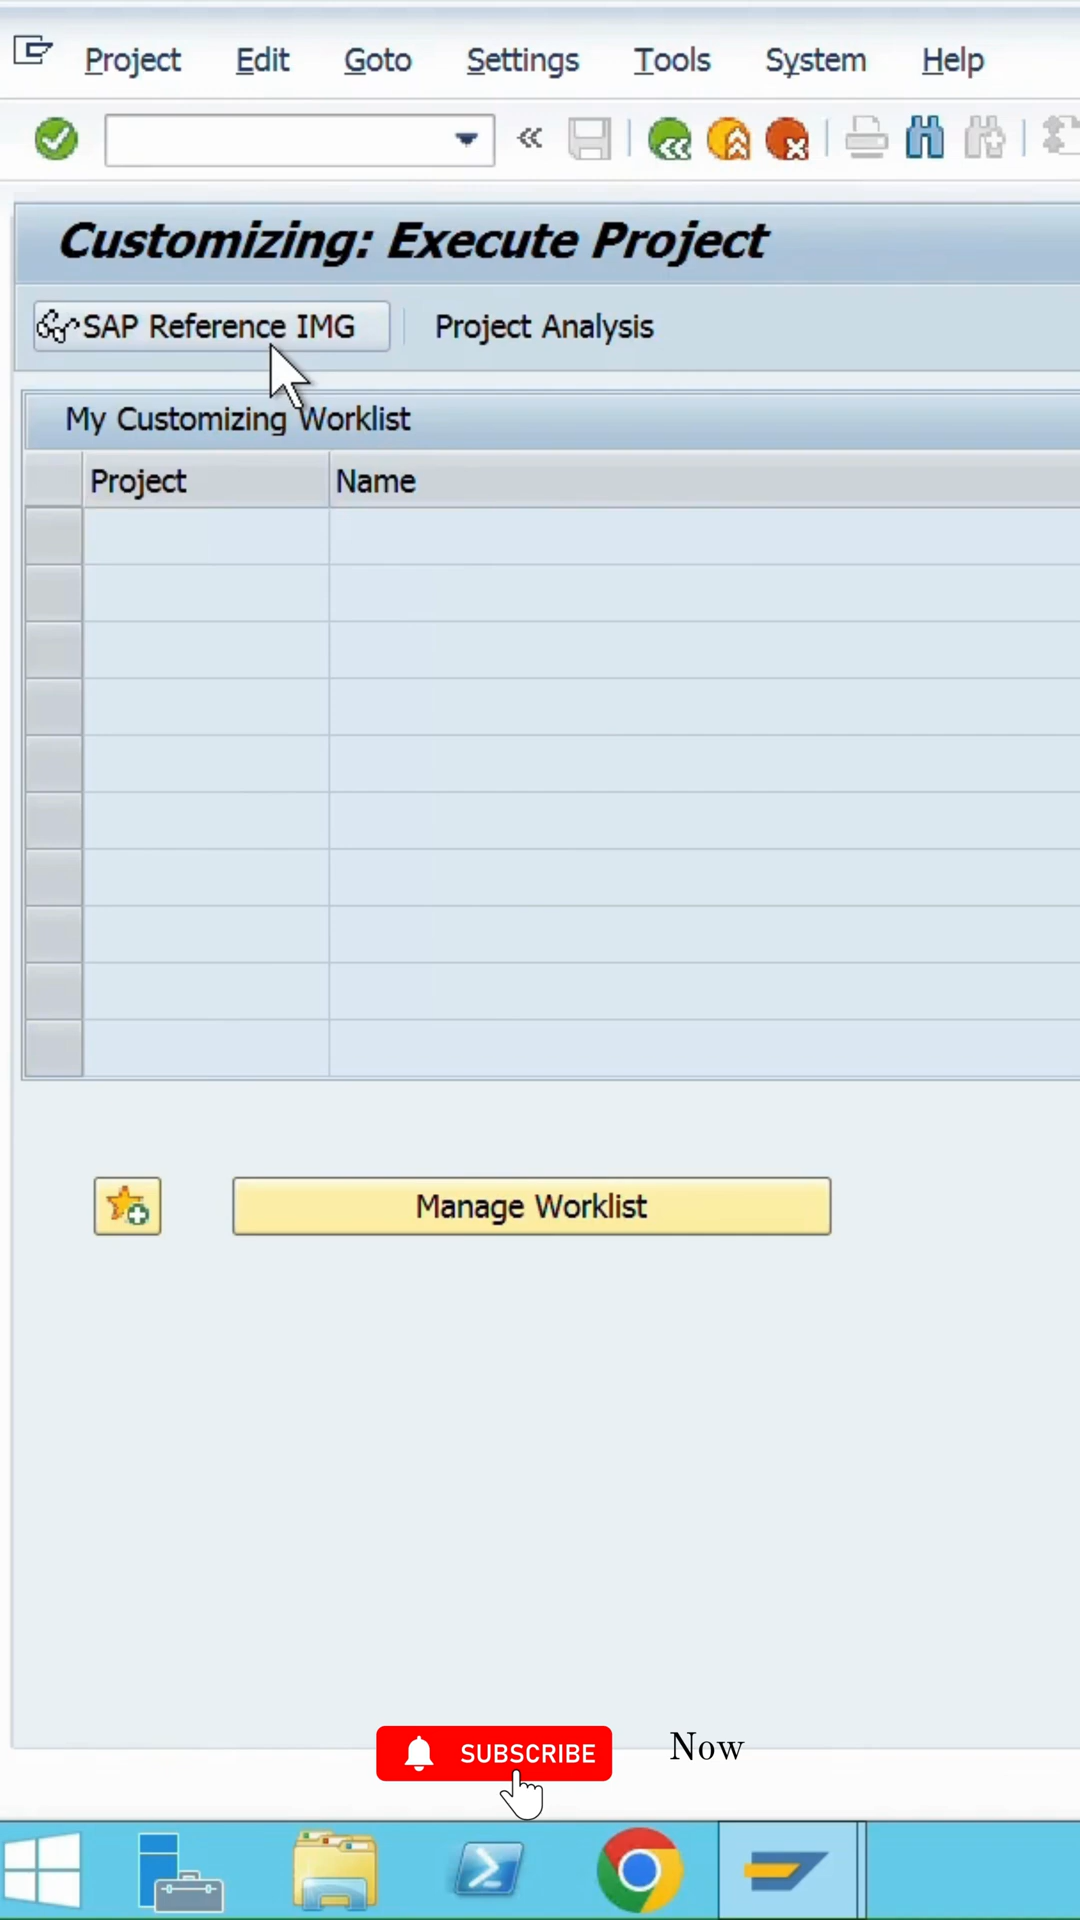 Project Edit Goto Settings Tools System Help
Customizing: Execute Project
SAP Reference IMG Project Analysis
My Customizing Worklist
Project Name
Manage Worklist
SUBSCRIBE Now